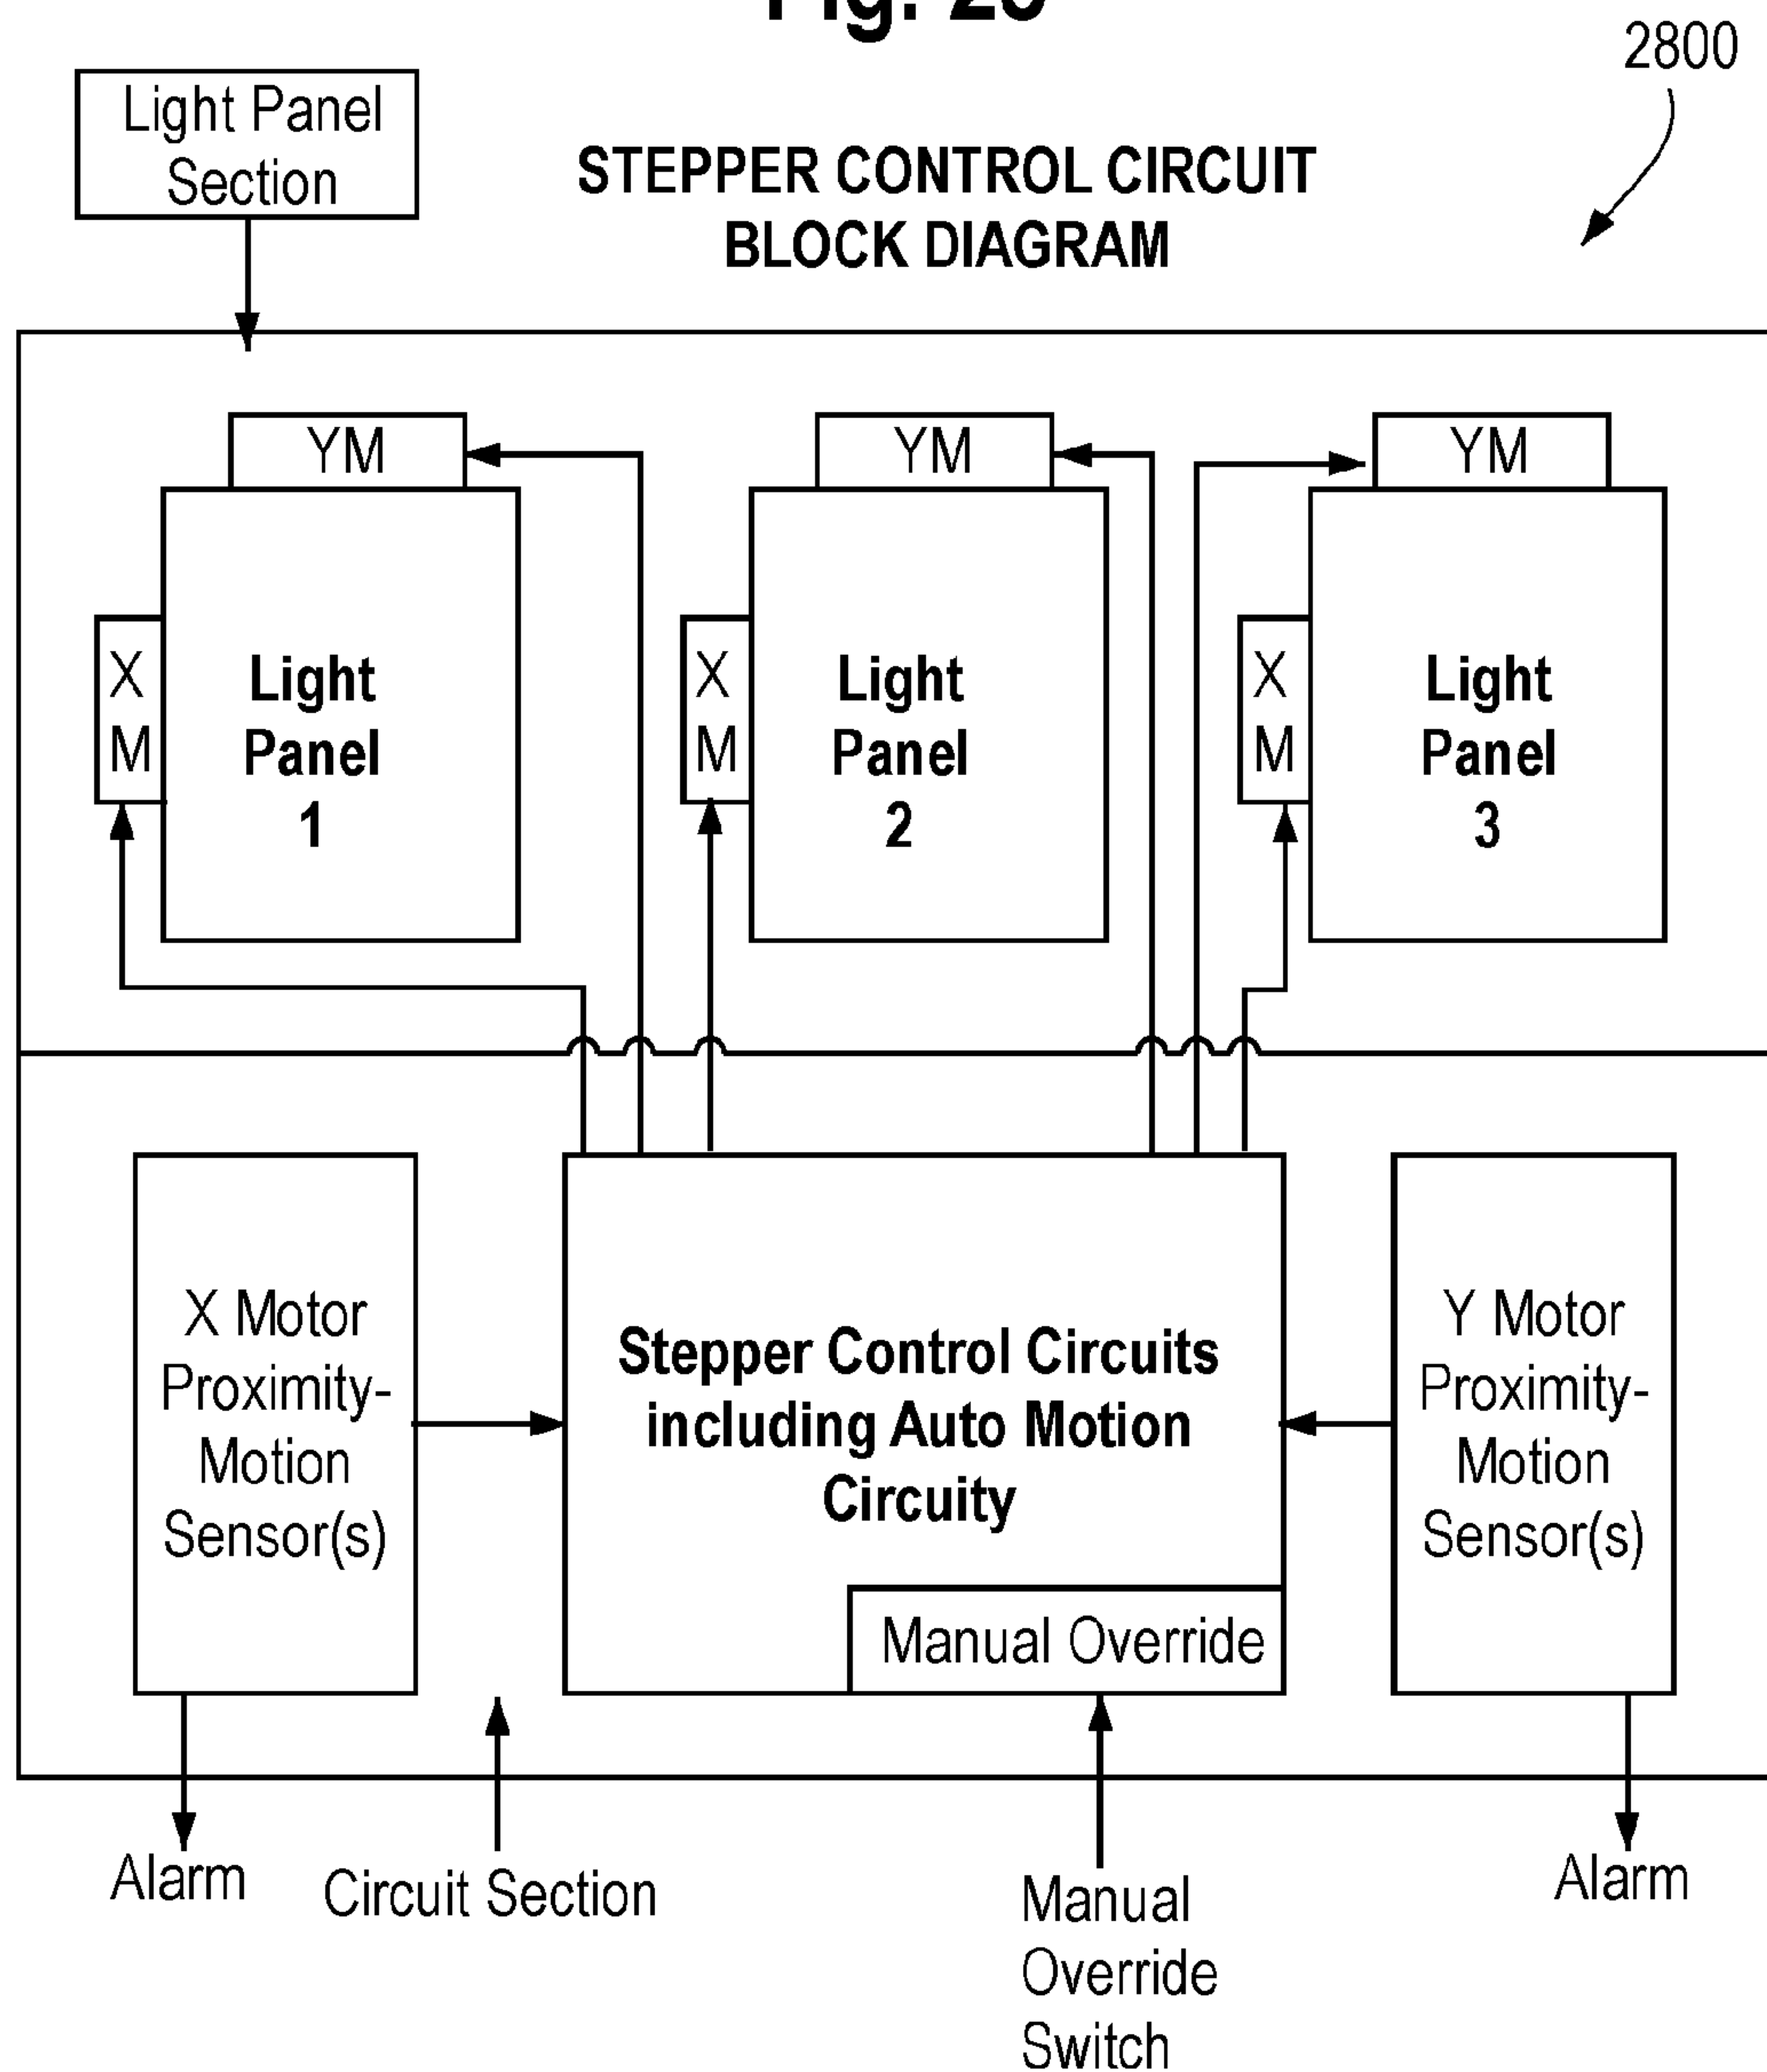 Fig.
2800
Light Panel
Section
STEPPER CONTROL CIRCUIT
BLOCK DIAGRAM
YM
YM
YM
X
M
Light
Panel
1
X
M
Light
Panel
2
X
M
Light
Panel
3
X Motor
Proximity-
Motion
Sensor(s)
Stepper Control Circuits
including Auto Motion
Circuity
Manual Override
Y Motor
Proximity-
Motion
Sensor(s)
Alarm
Circuit Section
Manual
Override
Switch
Alarm